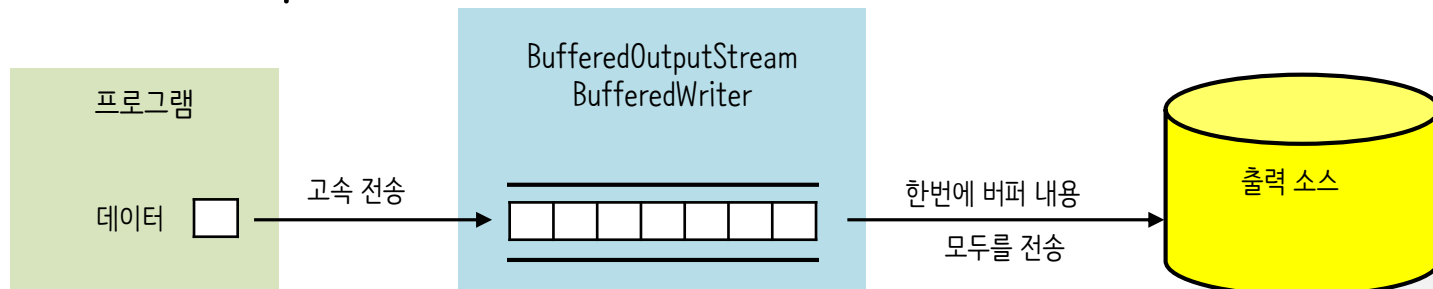 BufferedOutputStream
BufferedWriter
프로그램
데이터
고속 전송
한번에 버퍼 내용
모두를 전송
출력 소스